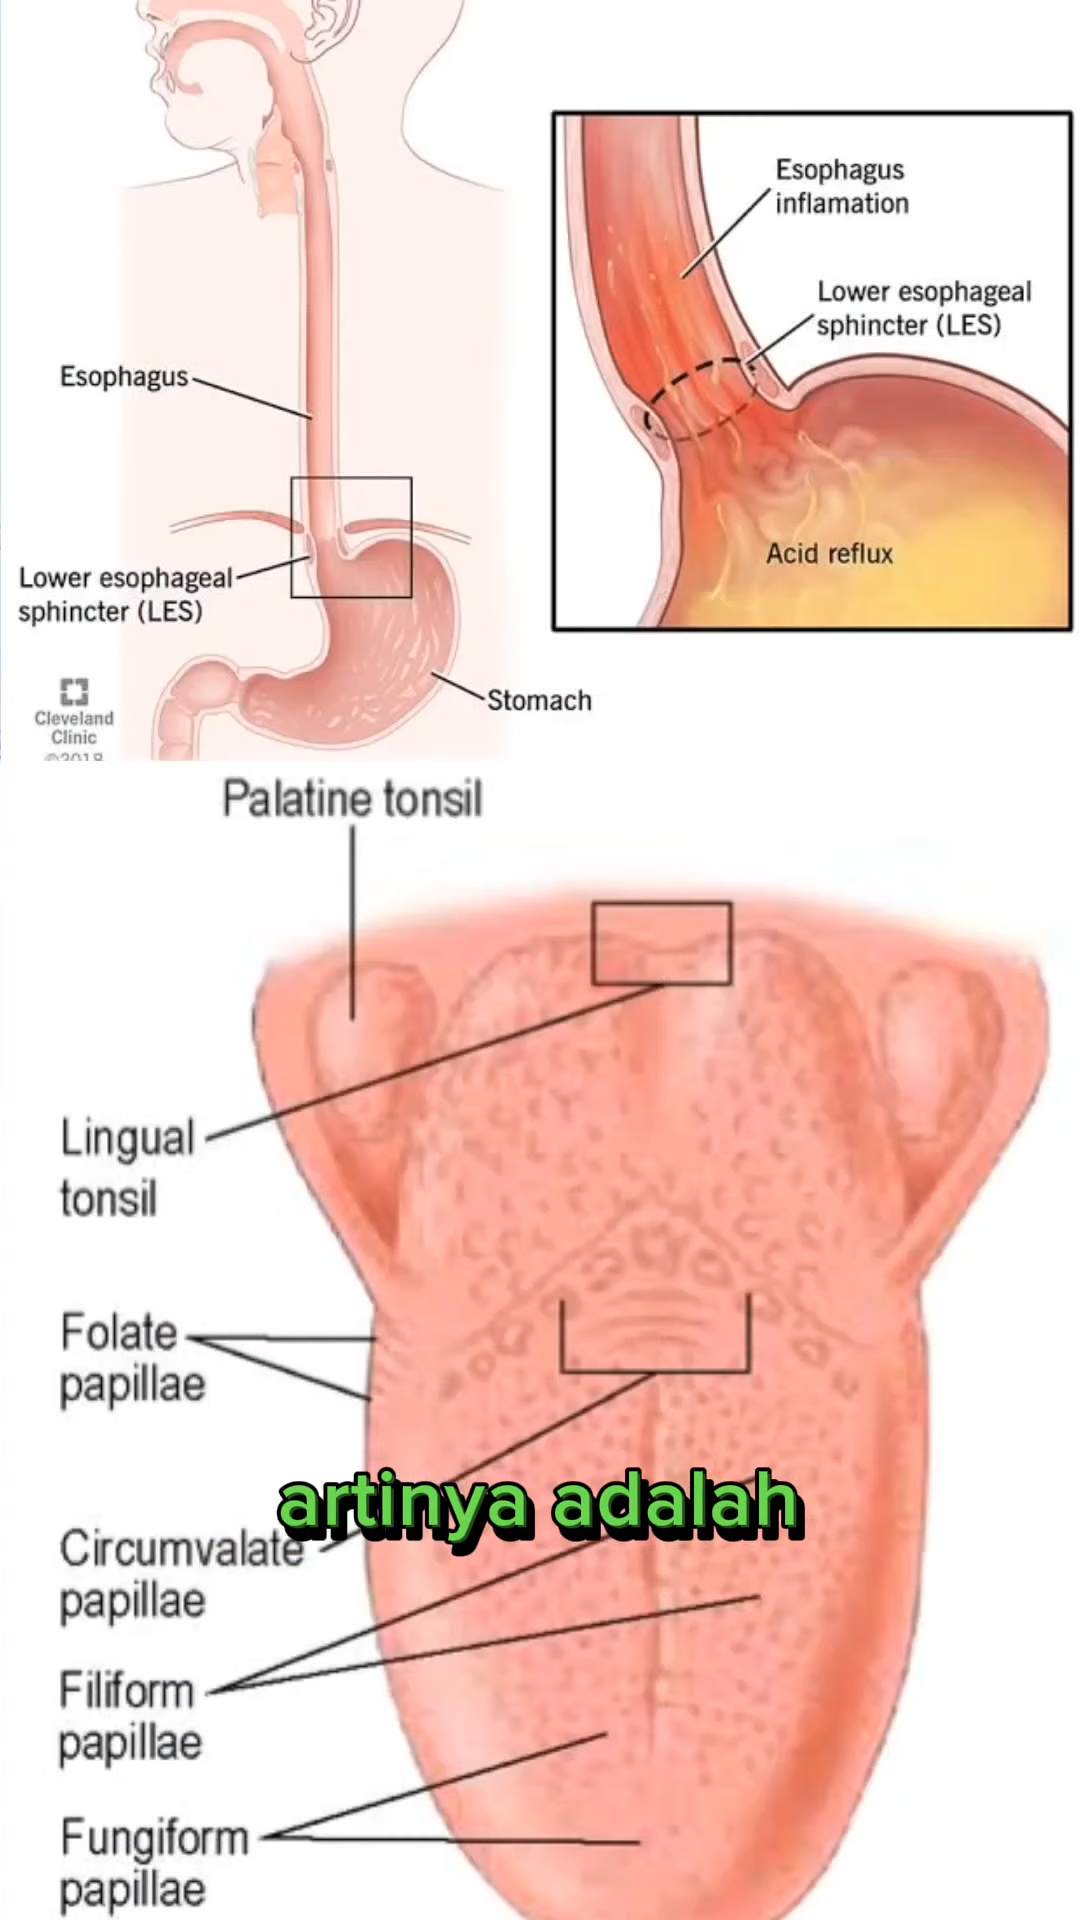 Esophagus
inflamation
Lower esophageal
sphincter (LES)
Esophagus
Acid reflux
Lower esophageal
sphincter (LES)
Stomach
Cleveland
Clinic
©2018
Palatine tonsil
Lingual
tonsil
Folate
papillae
artinya adalah
Circumvalate
papillae
Filiform
papillae
Fungiform
papillae